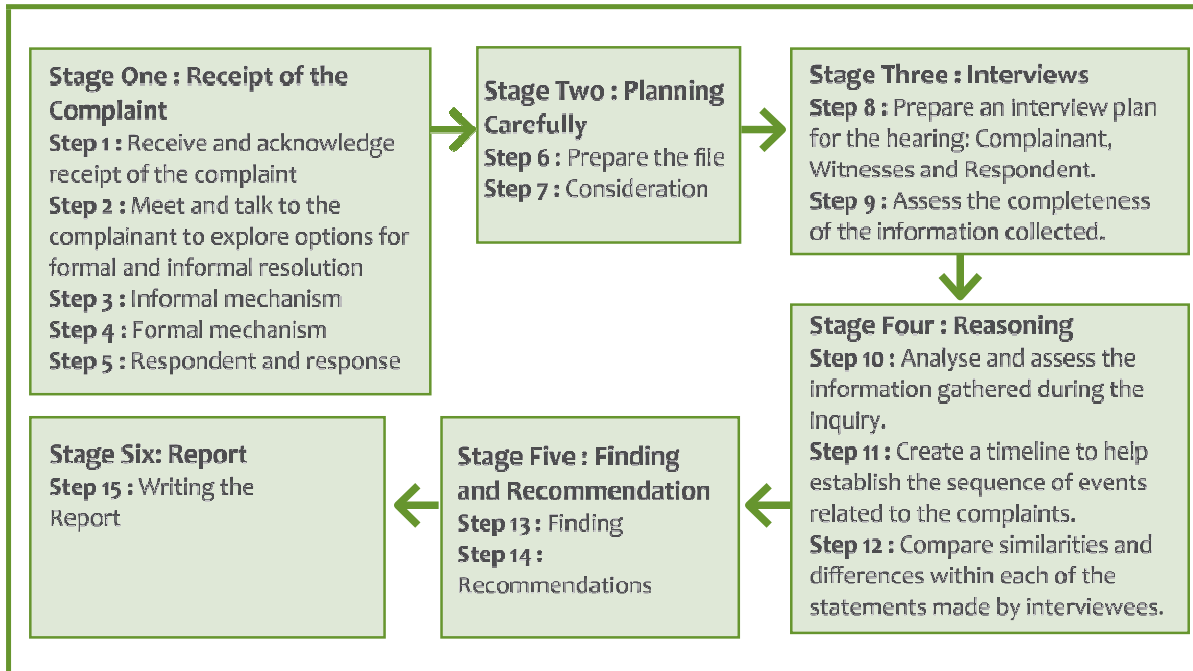 Stage One : Receipt of the
Complaint
Step 1 : Receive and acknowledge
receipt of the complaint
Step 2 : Meet and talk to the
complainant to explore options for
formal and informal resolution
Step 3 : Informal mechanism
Step 4 : Formal mechanism
Step 5 : Respondent and response
Stage Two : Planning
Carefully
Step 6 : Prepare the file
Step 7 : Consideration
Stage Three : Interviews
Step 8 : Prepare an interview plan
for the hearing: Complainant,
Witnesses and Respondent.
Step 9 : Assess the completeness
of the information collected.
Stage Four : Reasoning
Step 10 : Analyse and assess the
information gathered during the
inquiry.
Step 11 : Create a timeline to help
establish the sequence of events
related to the complaints.
Step 12 : Compare similarities and
differences within each of the
statements made by interviewees.
Stage Five : Finding
and Recommendation
Step 13 : Finding
Step 14 :
Recommendations
Stage Six: Report
Step 15 : Writing the
Report